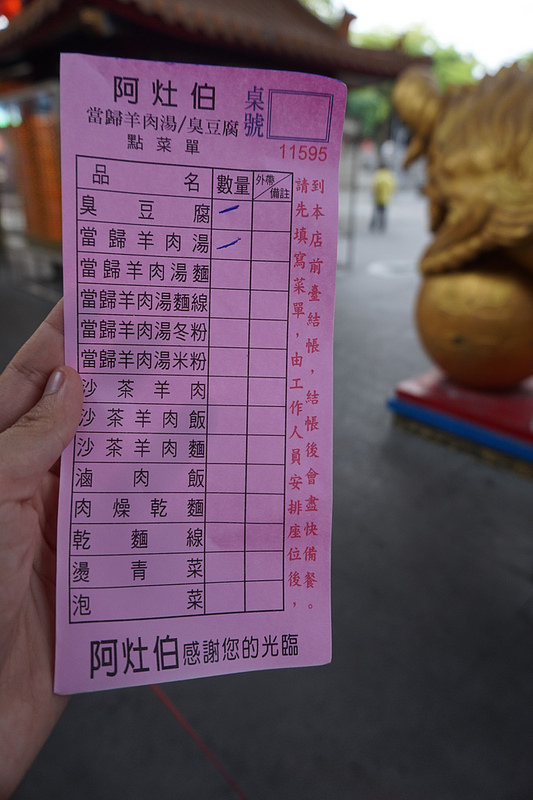 阿灶伯
桌號
當歸羊肉湯/臭豆腐
點菜單
11595
品名 數量 外帶 備註
臭豆腐 一
當歸羊肉湯 一
當歸羊肉湯麵
當歸羊肉湯麵線
當歸羊肉湯冬粉
當歸羊肉湯米粉
沙茶羊肉
沙茶羊肉飯
沙茶羊肉麵
滷肉飯
肉燥乾麵
乾麵線
燙青菜
泡菜
請先填寫菜單，由工作人員安排座位後，
到本店前臺結帳，結帳後會盡快備餐。
阿灶伯感謝您的光臨